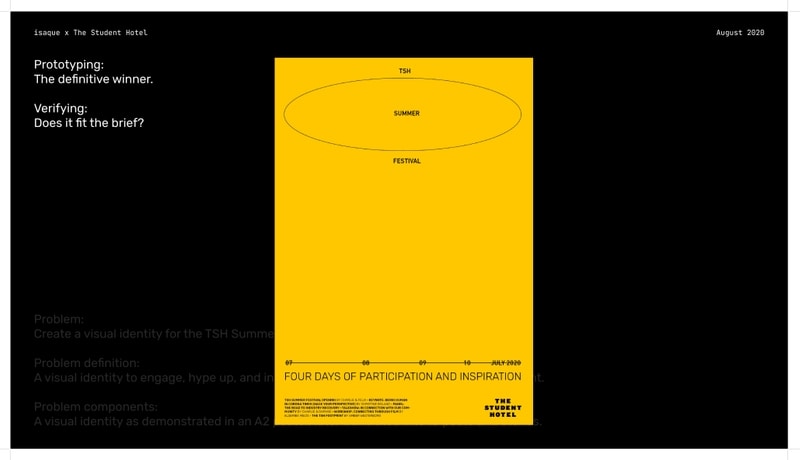 isaque x The Student Hotel
August 2020
Prototyping:
The definitive winner.
Verifying:
Does it fit the brief?
TSH
SUMMER
FESTIVAL
Problem:
Create a visual identity for the TSH Summe
Problem definition:
A visual identity to engage, hype up, and in
t.
Problem components:
A visual identity as demonstrated in an A2
s.
07 08 09 10 JULY 2020
FOUR DAYS OF PARTICIPATION AND INSPIRATION
THE
STUDENT
HOTEL